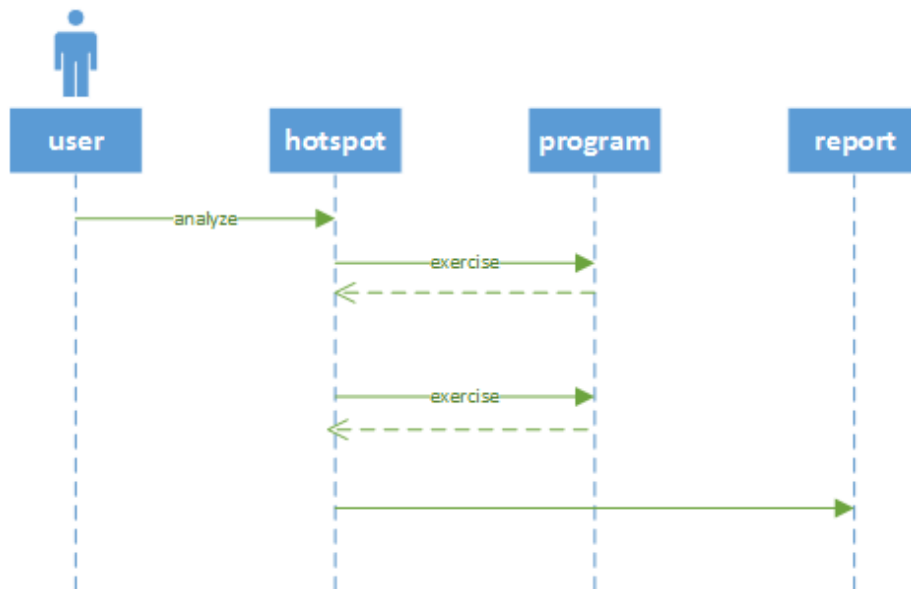 user
hotspot
program
report
analyze
exercise
exercise